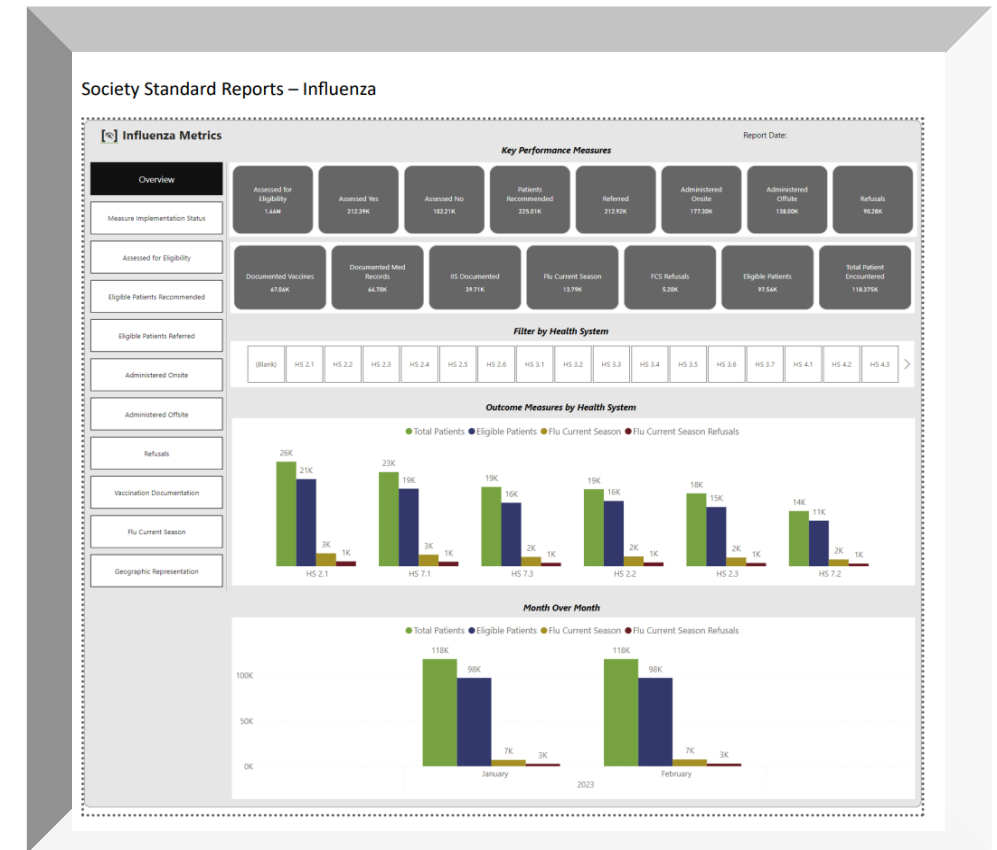 Society Standard Reports – Influenza
Influenza Metrics
Report Date:
Key Performance Measures
Overview
Measure Implementation Status
Assessed for Eligibility
Eligible Patients Recommended
Eligible Patients Referred
Administered Onsite
Administered Offsite
Refusals
Vaccination Documentation
Flu Current Season
Geographic Representation
Assessed for
Eligibility
1.44M
Assessed Yes
212.39K
Assessed No
102.21K
Patients
Recommended
225.01K
Referred
212.92K
Administered
Onsite
177.30K
Administered
Offsite
138.00K
Refusals
90.28K
Documented Vaccines
67.06K
Documented Med
Records
44.70K
IIS Documented
39.71K
Flu Current Season
13.79K
FCS Refusals
5.20K
Eligible Patients
97.56K
Total Patient
Encountered
118.375K
Filter by Health System
(Blank) HS 2.1 HS 2.2 HS 2.3 HS 2.4 HS 2.5 HS 2.6 HS 3.1 HS 3.2 HS 3.3 HS 3.4 HS 3.5 HS 3.6 HS 3.7 HS 4.1 HS 4.2 HS 4.3
Outcome Measures by Health System
Total Patients Eligible Patients Flu Current Season Flu Current Season Refusals
26K 21K 3K 1K
23K 19K 3K 1K
19K 16K 2K 1K
19K 16K 2K 1K
18K 15K 2K 1K
14K 11K 2K 1K
HS 2.1 HS 7.1 HS 7.3 HS 2.2 HS 2.3 HS 7.2
Month Over Month
Total Patients Eligible Patients Flu Current Season Flu Current Season Refusals
100K
50K
0K
118K 98K 7K 3K
118K 98K 7K 3K
January February
2023